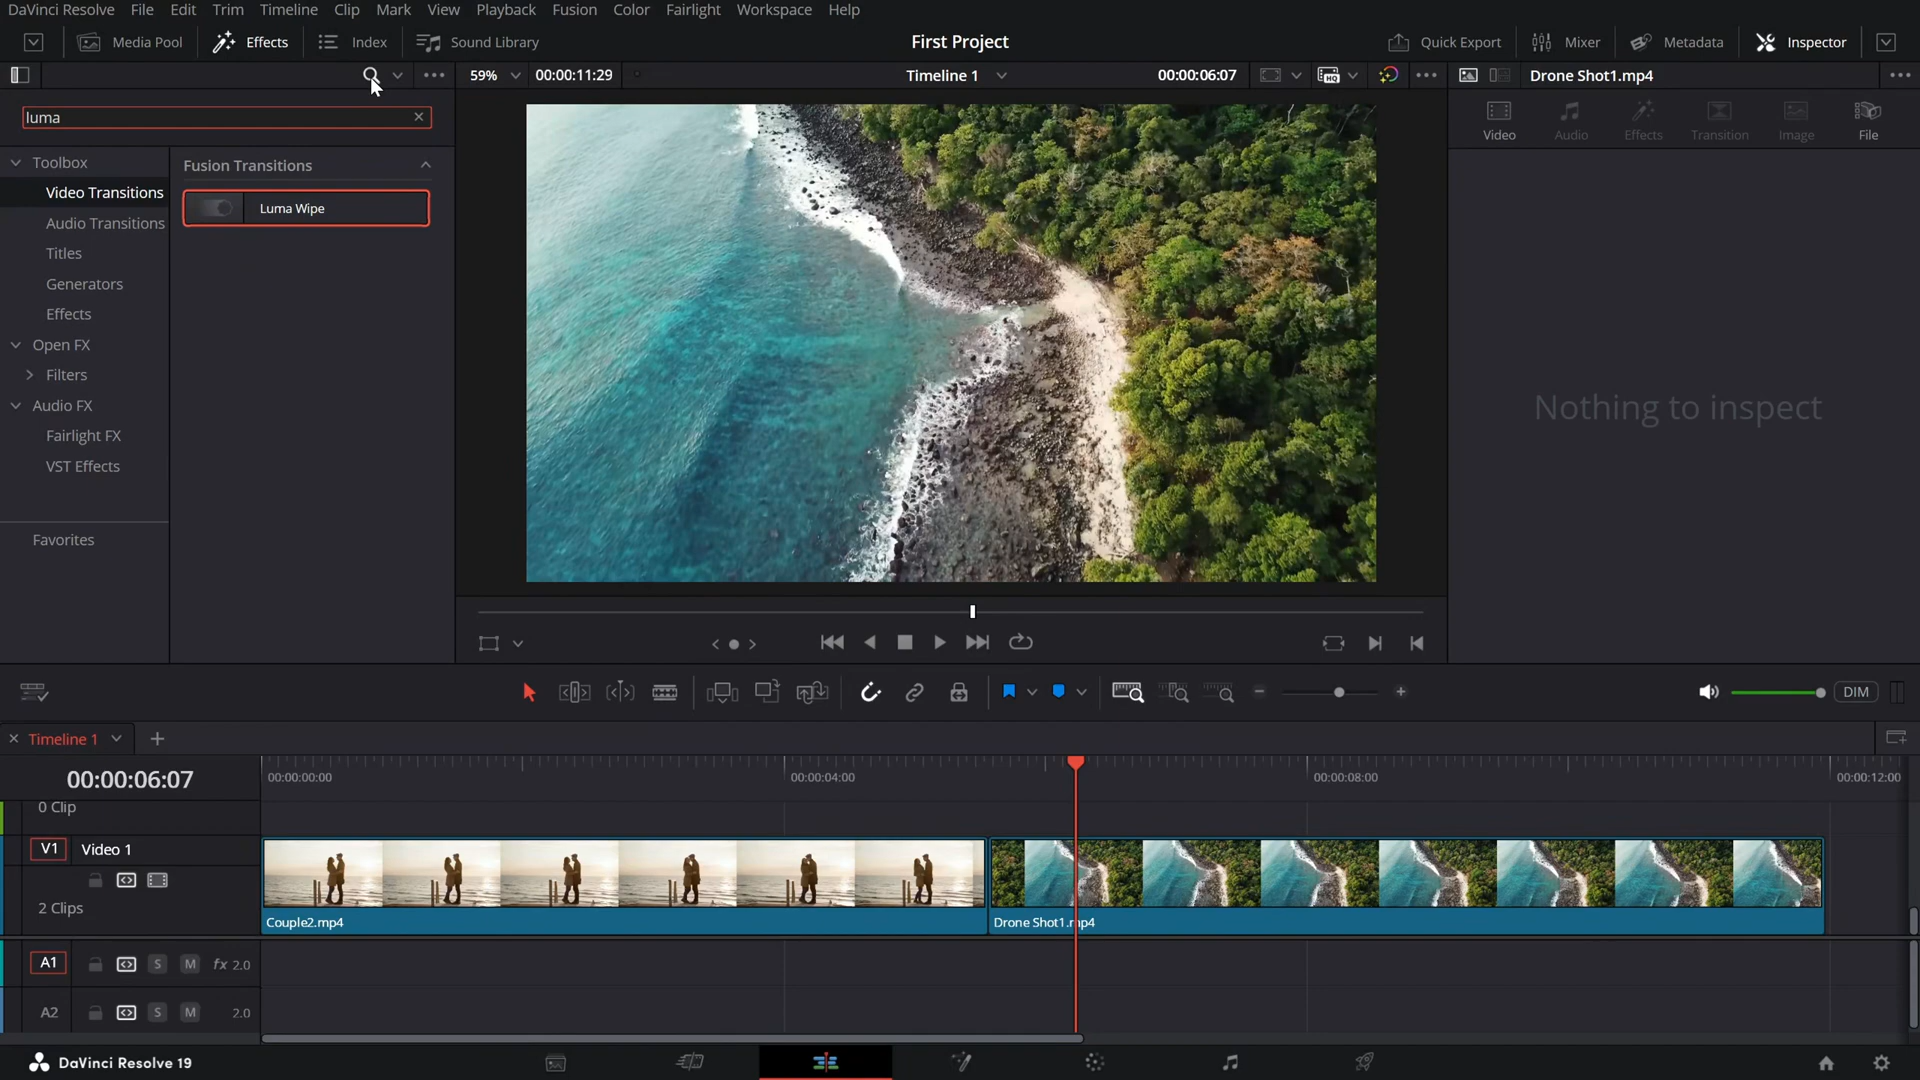 DaVinci Resolve File Edit Trim Timeline Clip Mark View Playback Fusion Color Fairlight Workspace Help
Media Pool Effects Index Sound Library First Project Quick Export Mixer Metadata Inspector
59% 00:00:11:29 Timeline 1 00:00:06:07 HQ Drone Shot1.mp4
luma
Video Audio Effects Transition Image File
Toolbox
Video Transitions
Audio Transitions
Titles
Generators
Effects
Open FX
Filters
Audio FX
Fairlight FX
VST Effects
Favorites
Fusion Transitions
Luma Wipe
Nothing to inspect
DIM
Timeline 1
00:00:06:07 00:00:00:00 00:00:04:00 00:00:08:00 00:00:12:00
0 Clip
V1 Video 1
2 Clips
Couple2.mp4 Drone Shot1.mp4
A1 S M fx 2.0
A2 S M 2.0
DaVinci Resolve 19